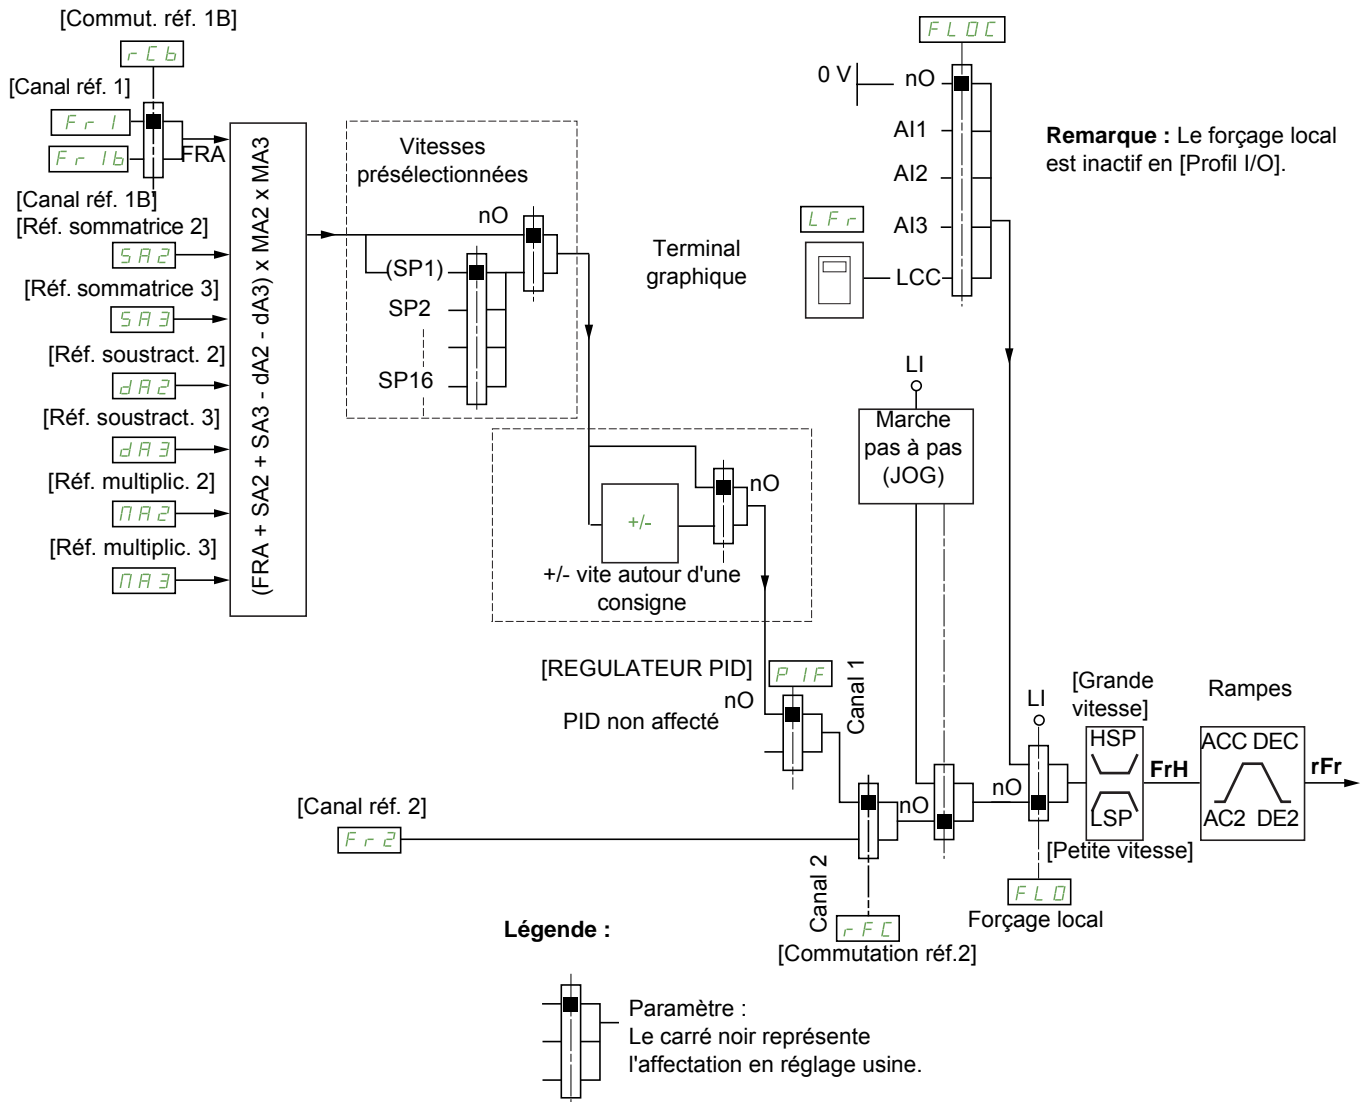 [Commut. réf. 1B]
rCb
[Canal réf. 1]
Fr1
Fr1b
FRA
[Canal réf. 1B]
[Réf. sommatrice 2]
SA2
[Réf. sommatrice 3]
SA3
[Réf. soustract. 2]
dA2
[Réf. soustract. 3]
dA3
[Réf. multiplic. 2]
MA2
[Réf. multiplic. 3]
MA3
(FRA + SA2 + SA3 - dA2 - dA3) x MA2 x MA3
Vitesses
présélectionnées
nO
(SP1)
SP2
SP16
+/-
nO
+/- vite autour d'une
consigne
FLOC
0 V
nO
AI1
AI2
AI3
LCC
LFr
Terminal
graphique
Remarque : Le forçage local
est inactif en [Profil I/O].
LI
Marche
pas à pas
(JOG)
[REGULATEUR PID]
PIF
nO
PID non affecté
Canal 1
[Canal réf. 2]
Fr2
Canal 2
rFC
[Commutation réf.2]
nO
nO
LI
FLO
Forçage local
[Grande
vitesse]
HSP
LSP
[Petite vitesse]
FrH
Rampes
ACC DEC
AC2 DE2
rFr
Légende :
Paramètre :
Le carré noir représente
l'affectation en réglage usine.